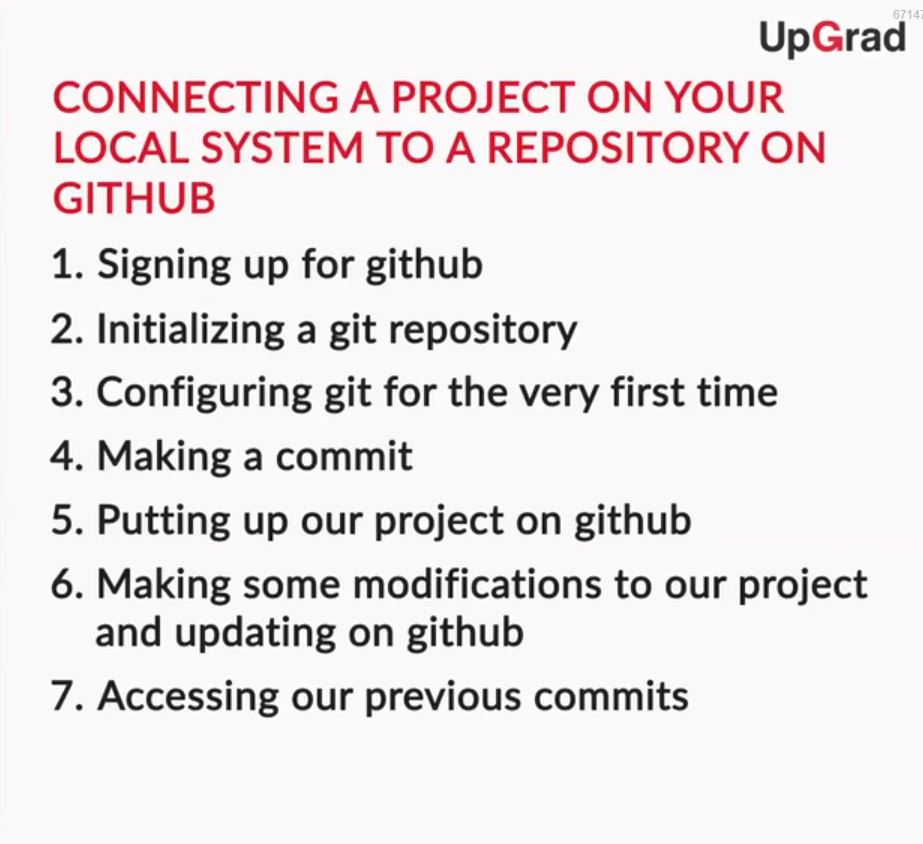 67147
UpGrad
CONNECTING A PROJECT ON YOUR
LOCAL SYSTEM TO A REPOSITORY ON
GITHUB
1. Signing up for github
2. Initializing a git repository
3. Configuring git for the very first time
4. Making a commit
5. Putting up our project on github
6. Making some modifications to our project
and updating on github
7. Accessing our previous commits